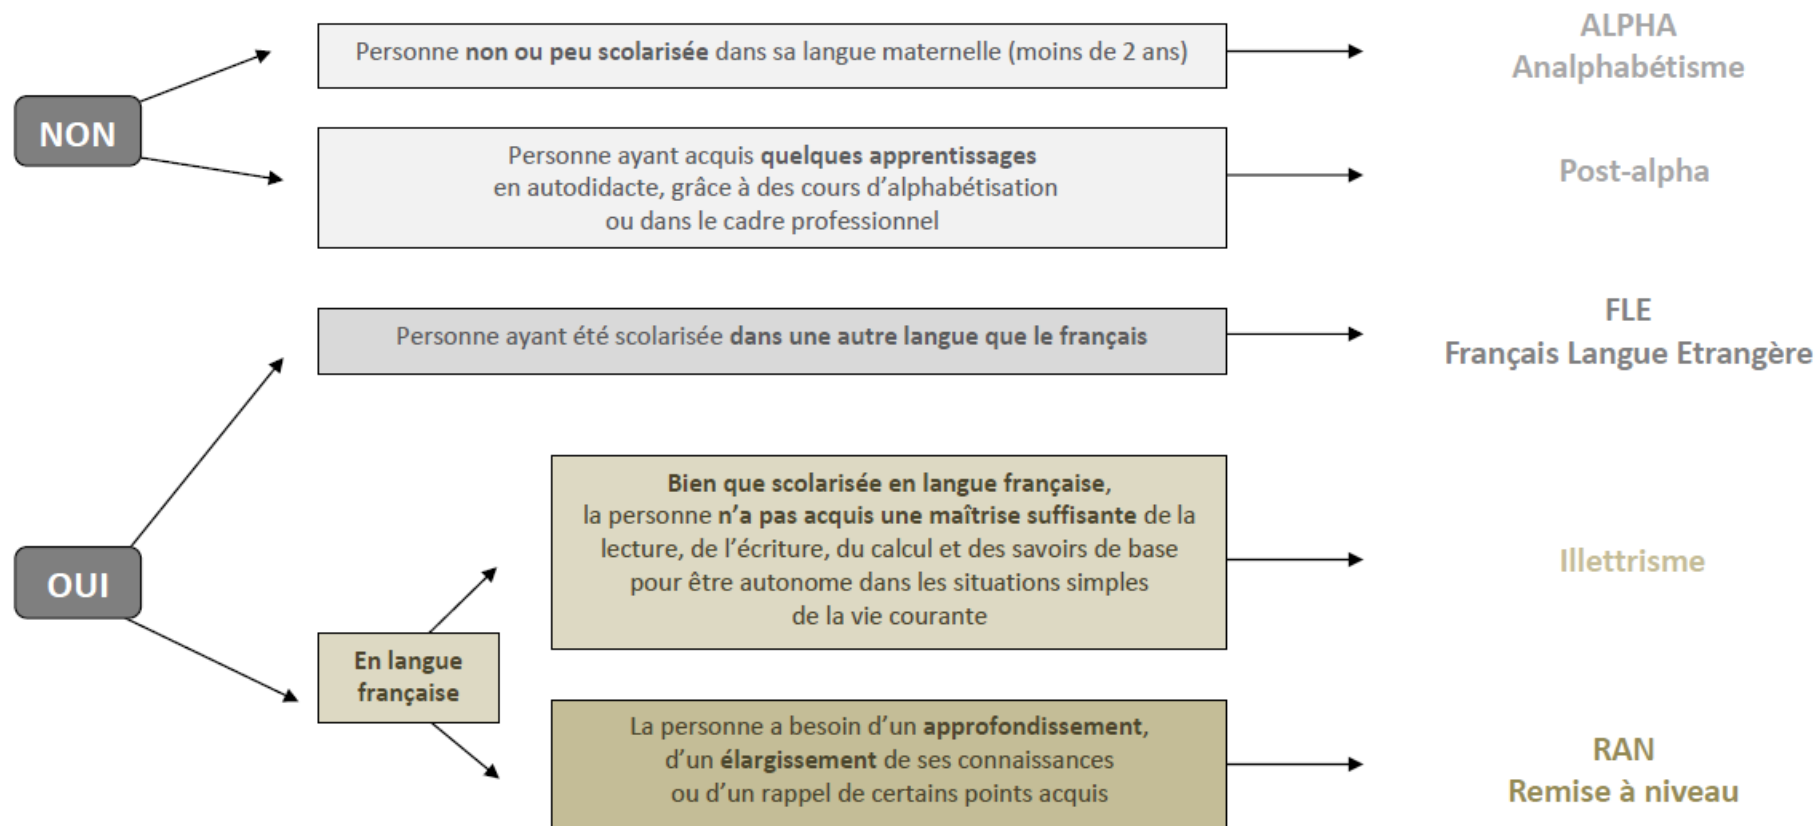 NON
Personne non ou peu scolarisée dans sa langue maternelle (moins de 2 ans)
ALPHA
Analphabétisme
Personne ayant acquis quelques apprentissages
en autodidacte, grâce à des cours d’alphabétisation
ou dans le cadre professionnel
Post-alpha
OUI
Personne ayant été scolarisée dans une autre langue que le français
FLE
Français Langue Etrangère
En langue
française
Bien que scolarisée en langue française,
la personne n’a pas acquis une maîtrise suffisante de la
lecture, de l’écriture, du calcul et des savoirs de base
pour être autonome dans les situations simples
de la vie courante
Illettrisme
La personne a besoin d’un approfondissement,
d’un élargissement de ses connaissances
ou d’un rappel de certains points acquis
RAN
Remise à niveau